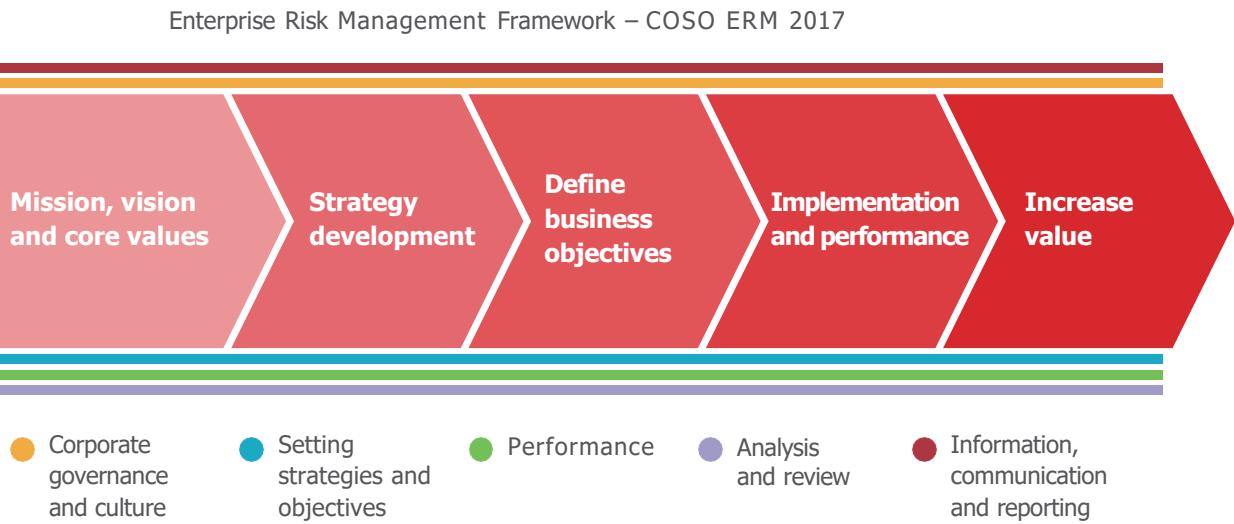 Enterprise Risk Management Framework – COSO ERM 2017
Mission, vision
and core values
Strategy
development
Define
business
objectives
Implementation
and performance
Increase
value
Corporate
governance
and culture
Setting
strategies and
objectives
Performance
Analysis
and review
Information,
communication
and reporting